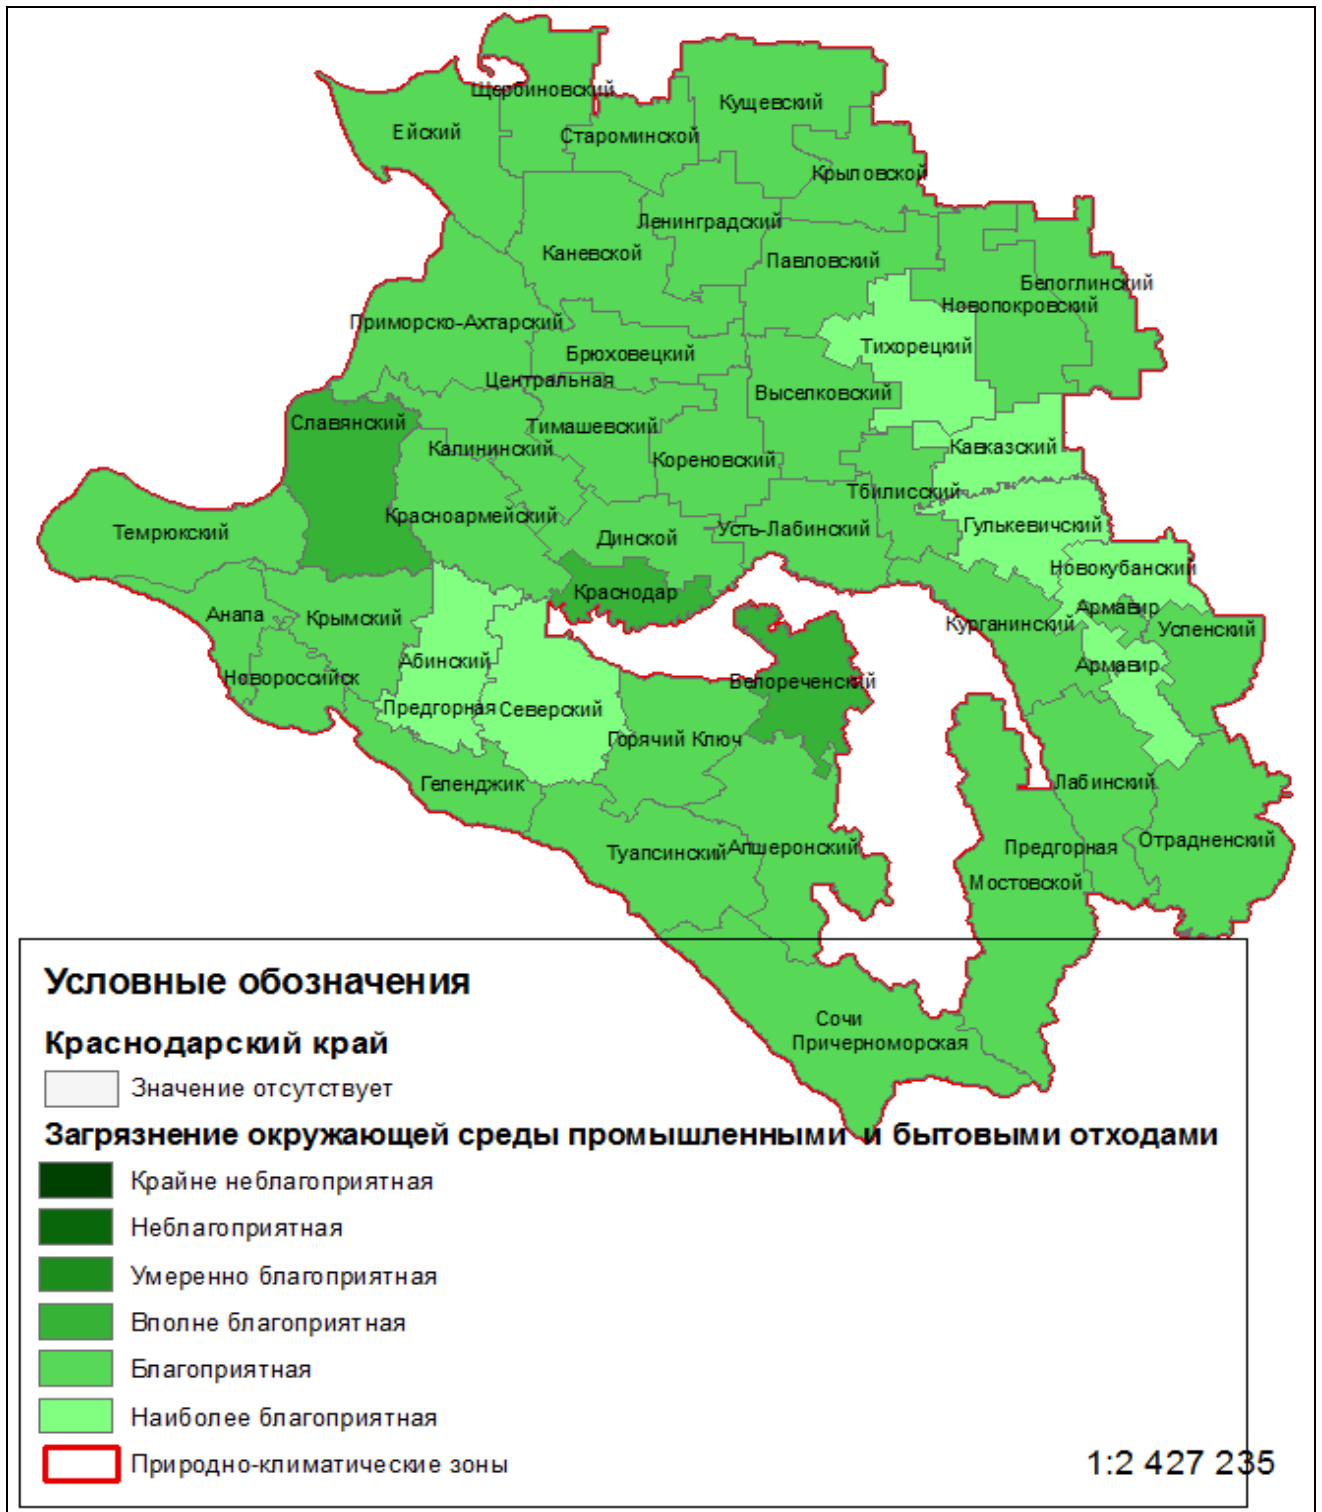 Щербиновский
Ейский
Староминской
Кущевский
Крыловской
Ленинградский
Каневской
Павловский
Белоглинский
Новопокровский
Приморско-Ахтарский
Тихорецкий
Брюховецкий
Центральная
Выселковский
Славянский
Тимашевский
Калининский
Кавказский
Кореновский
Тбилисский
Красноармейский
Гулькевичский
Темрюкский
Динской
Усть-Лабинский
Новокубанский
Краснодар
Армавир
Анапа
Крымский
Курганинский
Успенский
Абинский
Армавир
Новороссийск
Белореченский
Предгорная
Северский
Горячий Ключ
Геленджик
Лабинский
Отрадненский
Туапсинский
Апшеронский
Предгорная
Мостовской
Сочи
Причерноморская
Условные обозначения
Краснодарский край
Значение отсутствует
Загрязнение окружающей среды промышленными и бытовыми отходами
Крайне неблагоприятная
Неблагоприятная
Умеренно благоприятная
Вполне благоприятная
Благоприятная
Наиболее благоприятная
Природно-климатические зоны
1:2 427 235